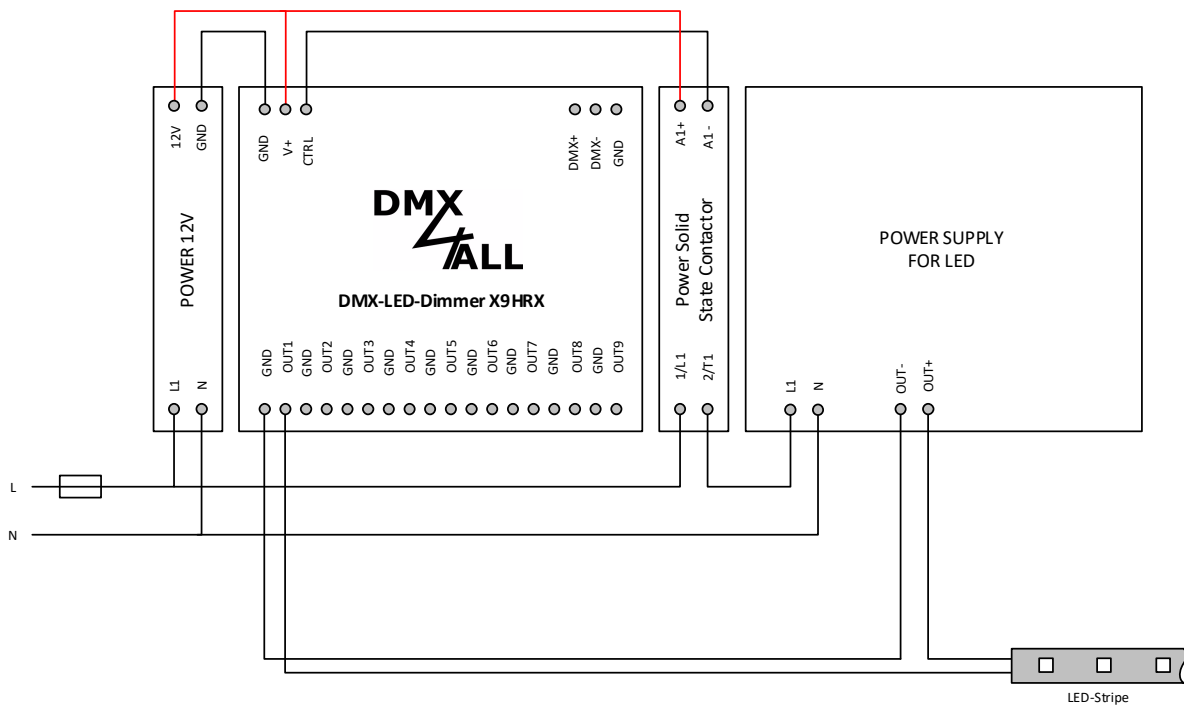 12V
GND
POWER 12V
L1
N
GND
V+
CTRL
DMX+
DMX-
GND
DMX
4
ALL
DMX-LED-Dimmer X9HRX
GND
OUT1
GND
OUT2
GND
OUT3
GND
OUT4
GND
OUT5
GND
OUT6
GND
OUT7
GND
OUT8
GND
OUT9
A1+
A1-
Power Solid
State Contactor
1/L1
2/T1
POWER SUPPLY
FOR LED
L1
N
OUT-
OUT+
L
N
LED-Stripe